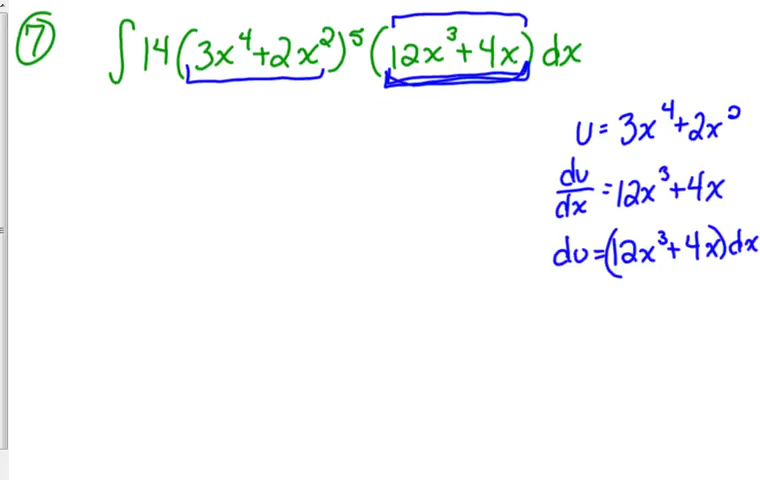 ⑦ ∫14(3x⁴+2x²)⁵(12x³+4x)dx
u=3x⁴+2x²
du/dx=12x³+4x
du=(12x³+4x)dx